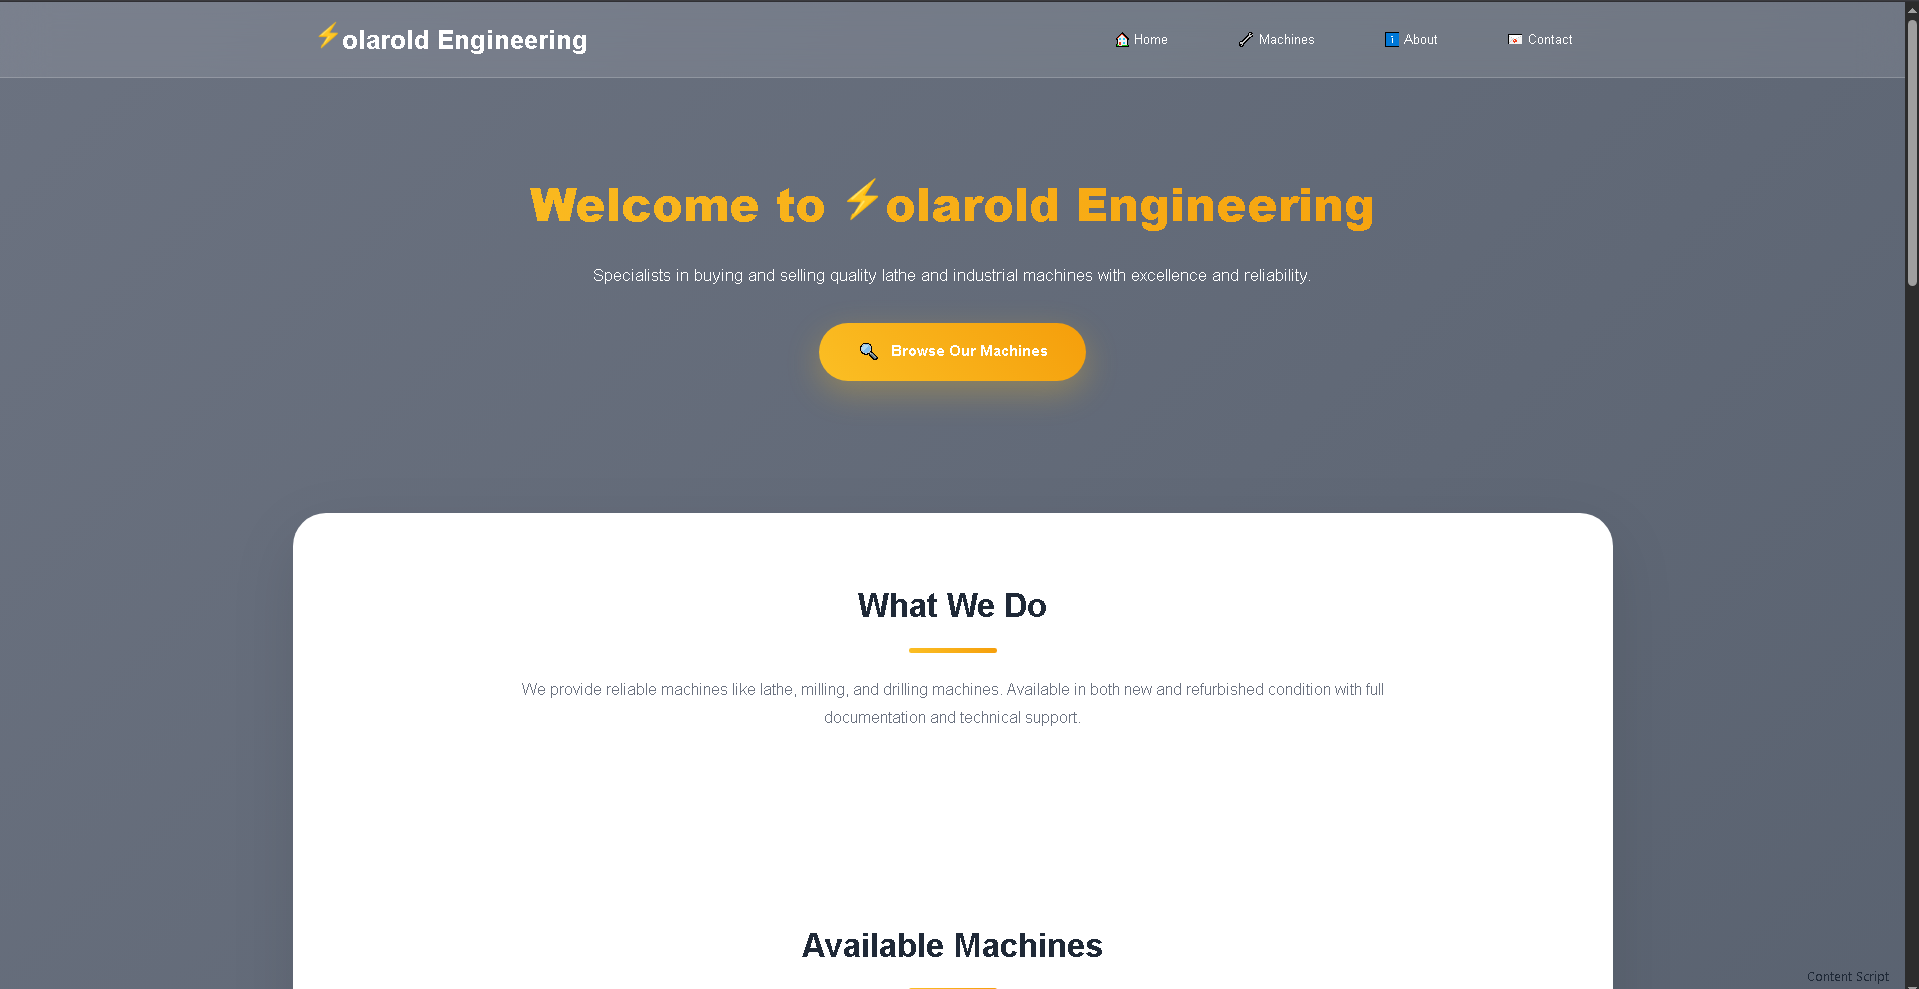 ⚡olarold Engineering
Home
Machines
About
Contact
Welcome to ⚡olarold Engineering
Specialists in buying and selling quality lathe and industrial machines with excellence and reliability.
Browse Our Machines
What We Do
We provide reliable machines like lathe, milling, and drilling machines. Available in both new and refurbished condition with full
documentation and technical support.
Available Machines
Content Script